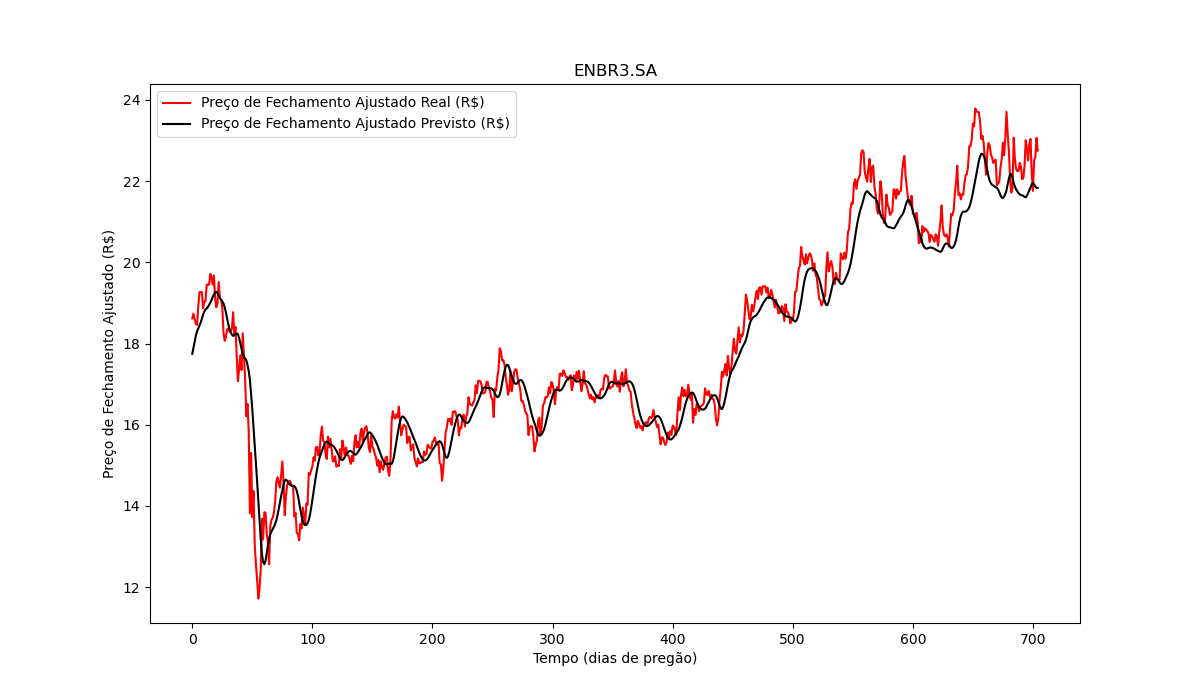 ENBR3.SA
Preço de Fechamento Ajustado Real (R$)
Preço de Fechamento Ajustado Previsto (R$)
Preço de Fechamento Ajustado (R$)
24
22
20
18
16
14
12
0 100 200 300 400 500 600 700
Tempo (dias de pregão)